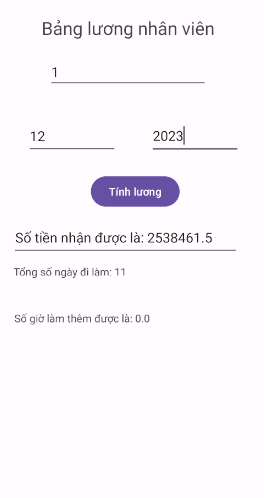 Bảng lương nhân viên
1
12 2023
Tính lương
Số tiền nhận được là: 2538461.5
Tổng số ngày đi làm: 11
Số giờ làm thêm được là: 0.0